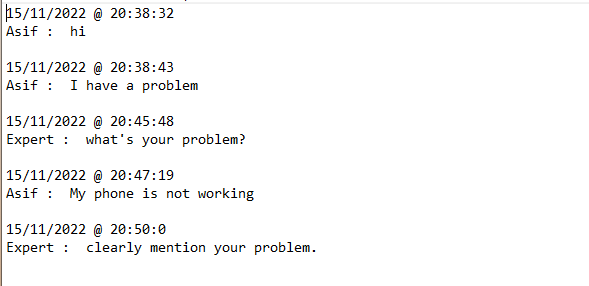 15/11/2022 @ 20:38:32
Asif :  hi
15/11/2022 @ 20:38:43
Asif :  I have a problem
15/11/2022 @ 20:45:48
Expert :  what's your problem?
15/11/2022 @ 20:47:19
Asif :  My phone is not working
15/11/2022 @ 20:50:0
Expert :  clearly mention your problem.